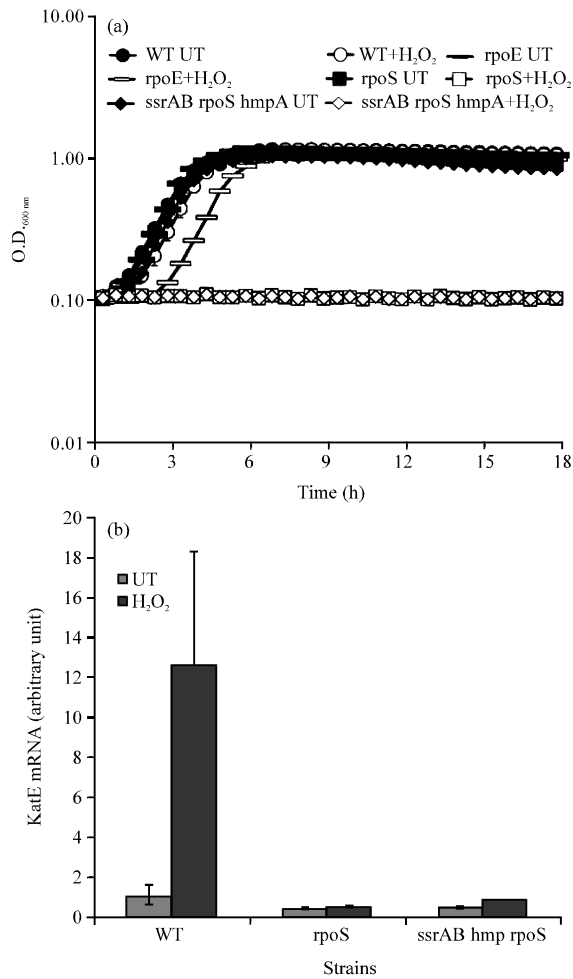 (a)
WT UT WT+H₂O₂ rpoE UT
rpoE+H₂O₂ rpoS UT rpoS+H₂O₂
ssrAB rpoS hmpA UT ssrAB rpoS hmpA+H₂O₂
10.00
1.00
0.10
0.01
O.D.600 nm
0 3 6 9 12 15 18
Time (h)
(b)
UT
H₂O₂
20
18
16
14
12
10
8
6
4
2
0
KatE mRNA (arbitrary unit)
WT rpoS ssrAB hmp rpoS
Strains